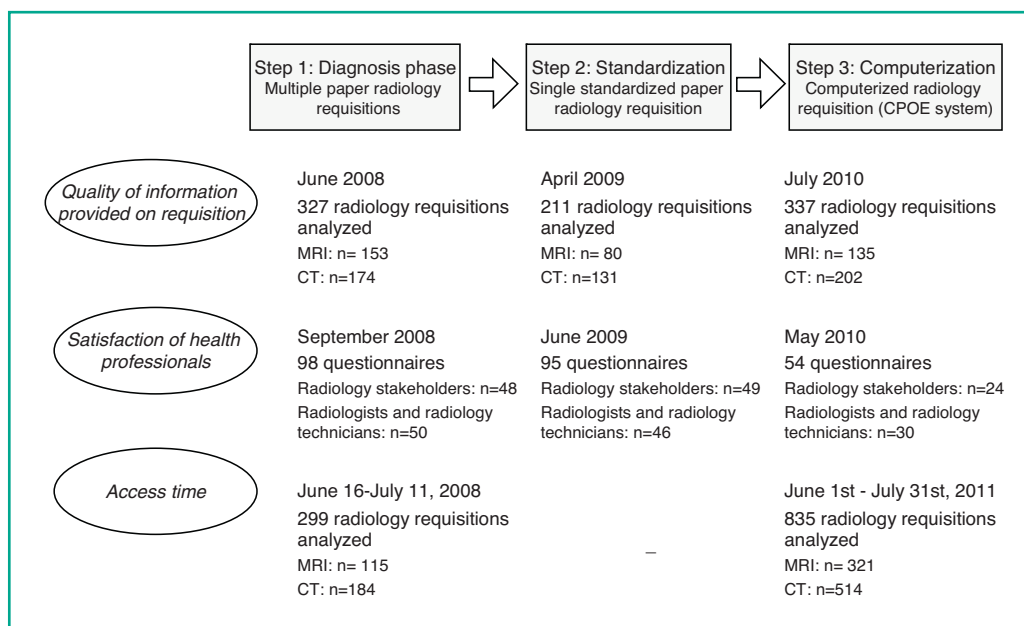 Step 1: Diagnosis phase
Multiple paper radiology
requisitions
Step 2: Standardization
Single standardized paper
radiology requisition
Step 3: Computerization
Computerized radiology
requisition (CPOE system)
Quality of information
provided on requisition
June 2008
327 radiology requisitions
analyzed
MRI: n= 153
CT: n=174
April 2009
211 radiology requisitions
analyzed
MRI: n= 80
CT: n=131
July 2010
337 radiology requisitions
analyzed
MRI: n= 135
CT: n=202
Satisfaction of health
professionals
September 2008
98 questionnaires
Radiology stakeholders: n=48
Radiologists and radiology
technicians: n=50
June 2009
95 questionnaires
Radiology stakeholders: n=49
Radiologists and radiology
technicians: n=46
May 2010
54 questionnaires
Radiology stakeholders: n=24
Radiologists and radiology
technicians: n=30
Access time
June 16-July 11, 2008
299 radiology requisitions
analyzed
MRI: n= 115
CT: n=184
–
June 1st - July 31st, 2011
835 radiology requisitions
analyzed
MRI: n= 321
CT: n=514